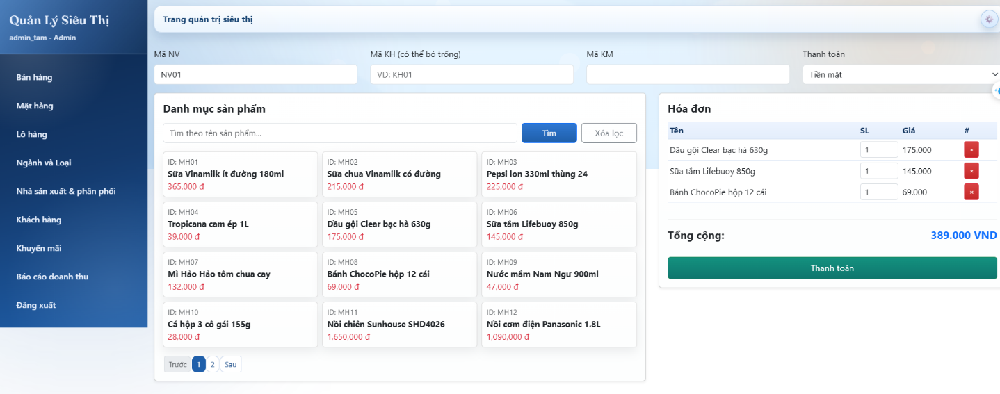 Quản Lý Siêu Thị
admin_tam - Admin
Bán hàng
Mặt hàng
Lô hàng
Ngành và Loại
Nhà sản xuất & phân phối
Khách hàng
Khuyến mãi
Báo cáo doanh thu
Đăng xuất
Trang quản trị siêu thị
Mã NV
Mã KH (có thể bỏ trống)
Mã KM
Thanh toán
NV01
VD: KH01
Tiền mặt
Danh mục sản phẩm
Tìm theo tên sản phẩm...
Tìm
Xóa lọc
ID: MH01
Sữa Vinamilk ít đường 180ml
365,000 đ
ID: MH02
Sữa chua Vinamilk có đường
215,000 đ
ID: MH03
Pepsi lon 330ml thùng 24
225,000 đ
ID: MH04
Tropicana cam ép 1L
39,000 đ
ID: MH05
Dầu gội Clear bạc hà 630g
175,000 đ
ID: MH06
Sữa tắm Lifebuoy 850g
145,000 đ
ID: MH07
Mì Hảo Hảo tôm chua cay
132,000 đ
ID: MH08
Bánh ChocoPie hộp 12 cái
69,000 đ
ID: MH09
Nước mắm Nam Ngư 900ml
47,000 đ
ID: MH10
Cá hộp 3 cô gái 155g
28,000 đ
ID: MH11
Nồi chiên Sunhouse SHD4026
1,650,000 đ
ID: MH12
Nồi cơm điện Panasonic 1.8L
1,090,000 đ
Trước 1 2 Sau
Hóa đơn
Tên SL Giá #
Dầu gội Clear bạc hà 630g 1 175.000 ×
Sữa tắm Lifebuoy 850g 1 145.000 ×
Bánh ChocoPie hộp 12 cái 1 69.000 ×
Tổng cộng: 389.000 VND
Thanh toán